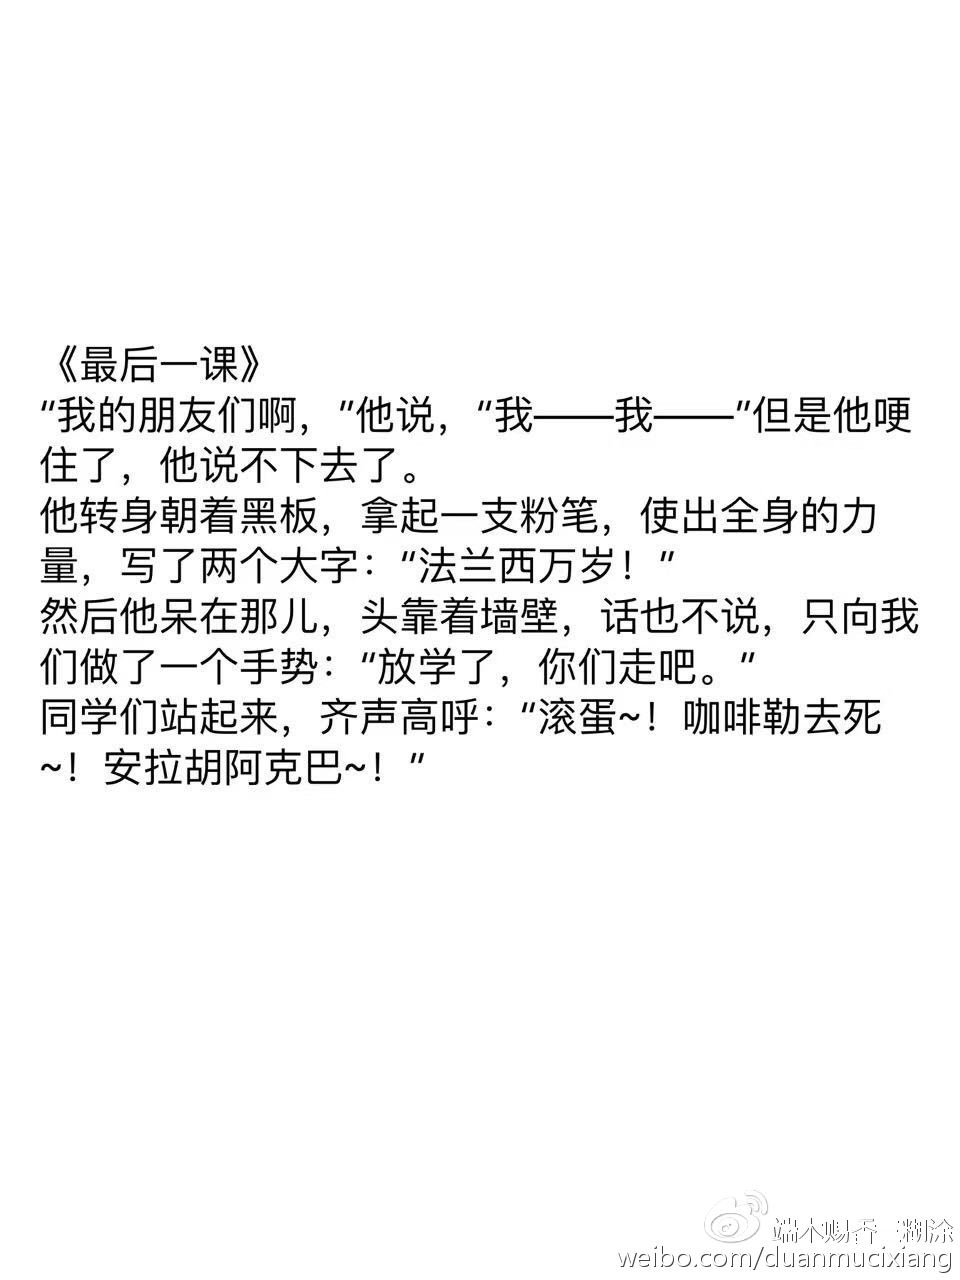 《最后一课》
“我的朋友们啊，”他说，“我——我——”但是他哽
住了，他说不下去了。
他转身朝着黑板，拿起一支粉笔，使出全身的力
量，写了两个大字：“法兰西万岁！”
然后他呆在那儿，头靠着墙壁，话也不说，只向我
们做了一个手势：“放学了，你们走吧。”
同学们站起来，齐声高呼：“滚蛋~！咖啡勒去死
~！安拉胡阿克巴~！”
端木赐香 糊涂
weibo.com/duanmucixiang